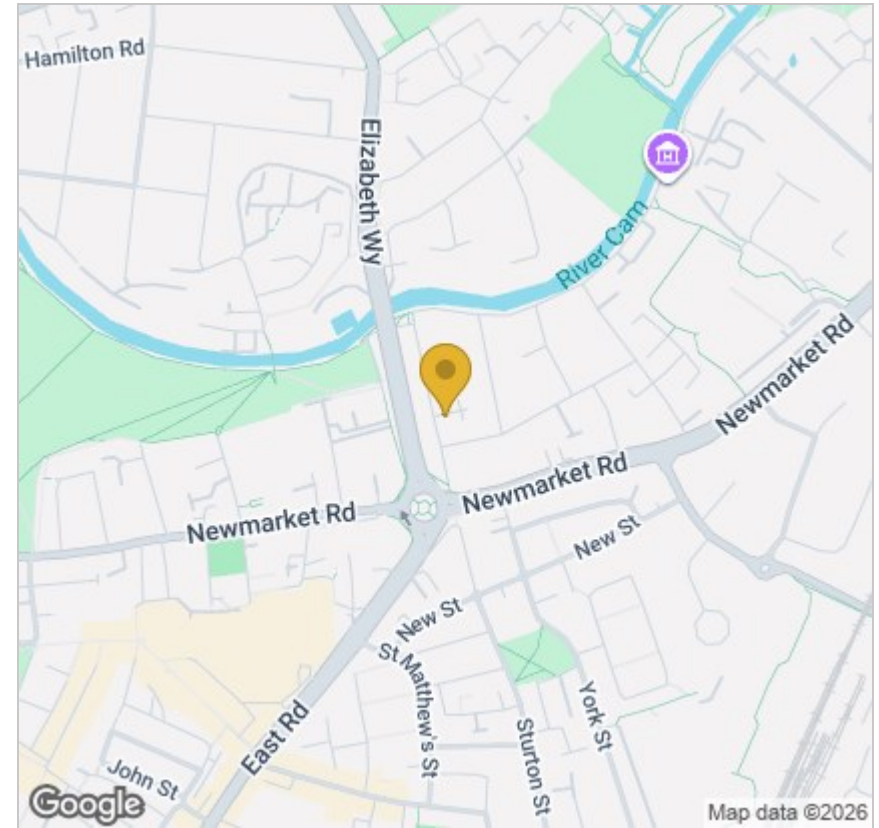 Hamilton Rd
Elizabeth Wy
River Cam
Newmarket Rd
Newmarket Rd
Newmarket Rd
New St
New St
St Matthew's St
York St
Sturton St
East Rd
John St
Google
Map data ©2026